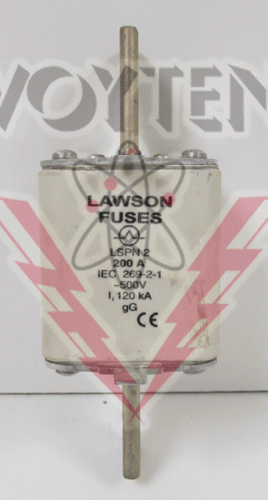 VOYTEN
LAWSON
FUSES
LSPN 2
200 A
IEC 269-2-1
~500V
I, 120 kA
gG
CE